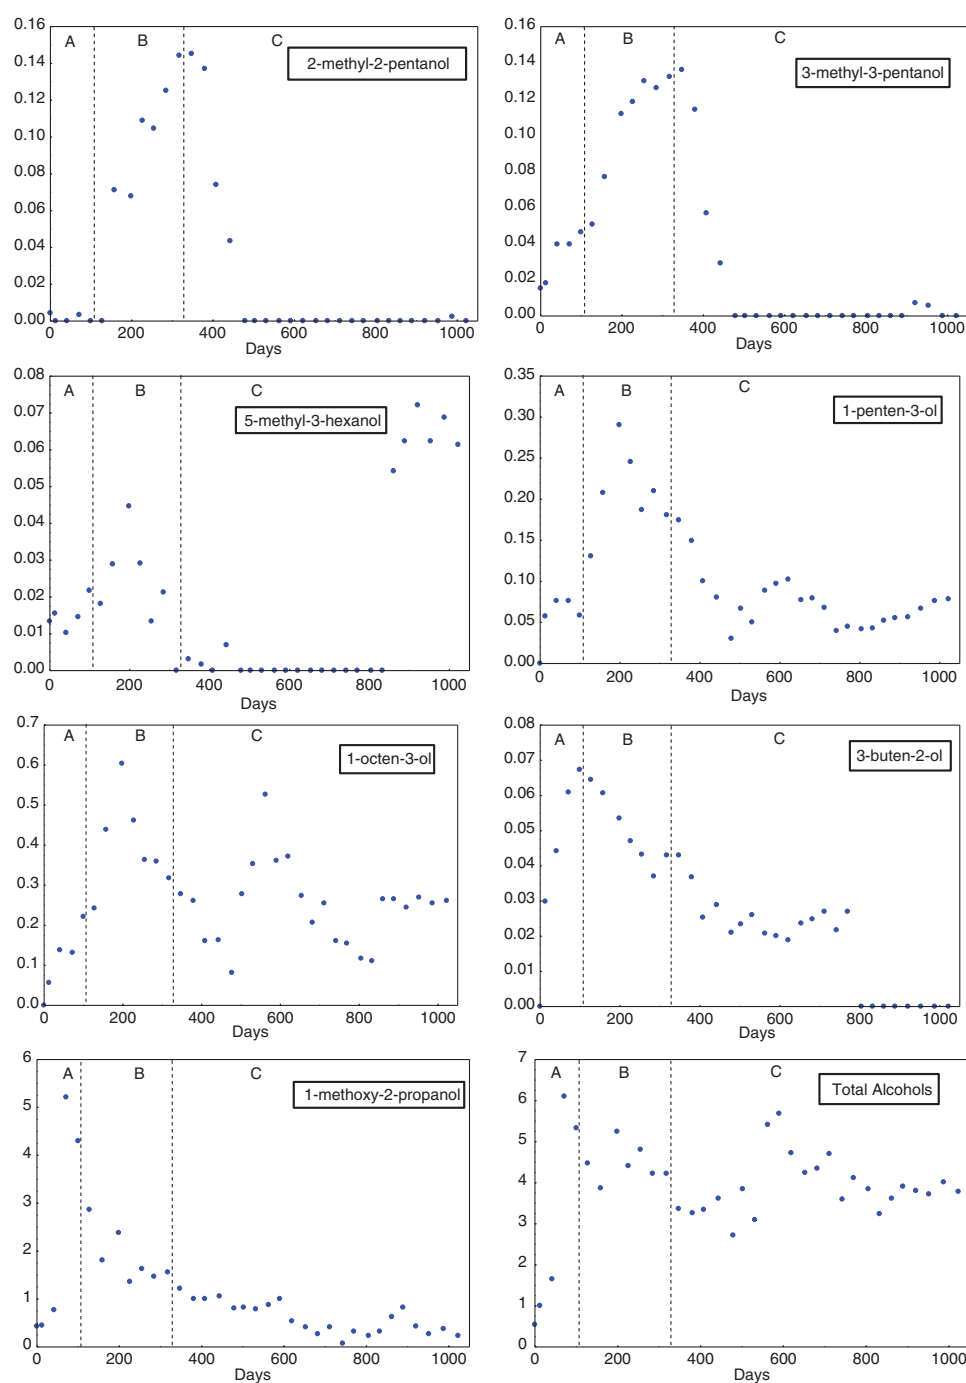 0.16
A
B
C
2-methyl-2-pentanol
0.14
0.12
0.10
0.08
0.06
0.04
0.02
0.00
0 200 400 600 800 1000
Days
0.16
A
B
C
3-methyl-3-pentanol
0.14
0.12
0.10
0.08
0.06
0.04
0.02
0.00
0 200 400 600 800 1000
Days
0.08
A
B
C
5-methyl-3-hexanol
0.07
0.06
0.05
0.04
0.03
0.02
0.01
0.00
0 200 400 600 800 1000
Days
0.35
A
B
C
1-penten-3-ol
0.30
0.25
0.20
0.15
0.10
0.05
0.00
0 200 400 600 800 1000
Days
0.7
A
B
C
1-octen-3-ol
0.6
0.5
0.4
0.3
0.2
0.1
0.0
0 200 400 600 800 1000
Days
0.08
A
B
C
3-buten-2-ol
0.07
0.06
0.05
0.04
0.03
0.02
0.01
0.00
0 200 400 600 800 1000
Days
6
A
B
C
1-methoxy-2-propanol
5
4
3
2
1
0
0 200 400 600 800 1000
Days
7
A
B
C
Total Alcohols
6
5
4
3
2
1
0
0 200 400 600 800 1000
Days